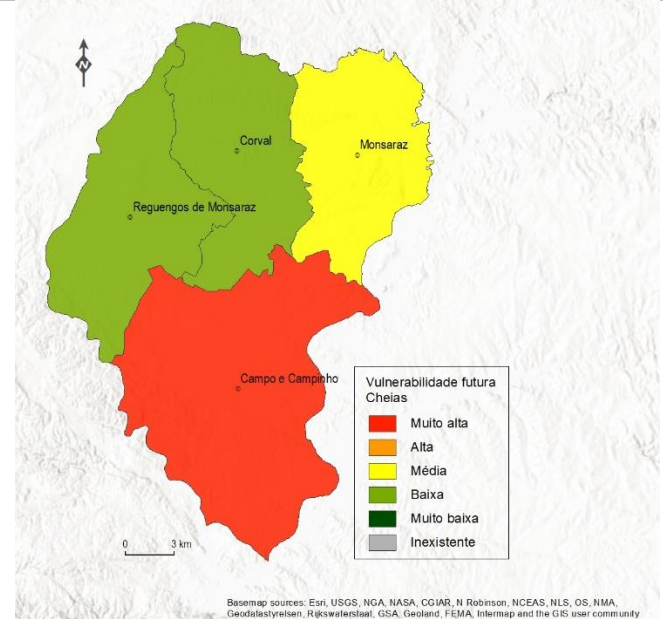 N
Corval
Monsaraz
Reguengos de Monsaraz
Campo e Campinho
Vulnerabilidade futura
Cheias
Muito alta
Alta
Média
Baixa
Muito baixa
Inexistente
0 3 km
Basemap sources: Esri, USGS, NGA, NASA, CGIAR, N Robinson, NCEAS, NLS, OS, NMA,
Geodatastyrelsen, Rijkswaterstaat, GSA, Geoland, FEMA, Intermap and the GIS user community